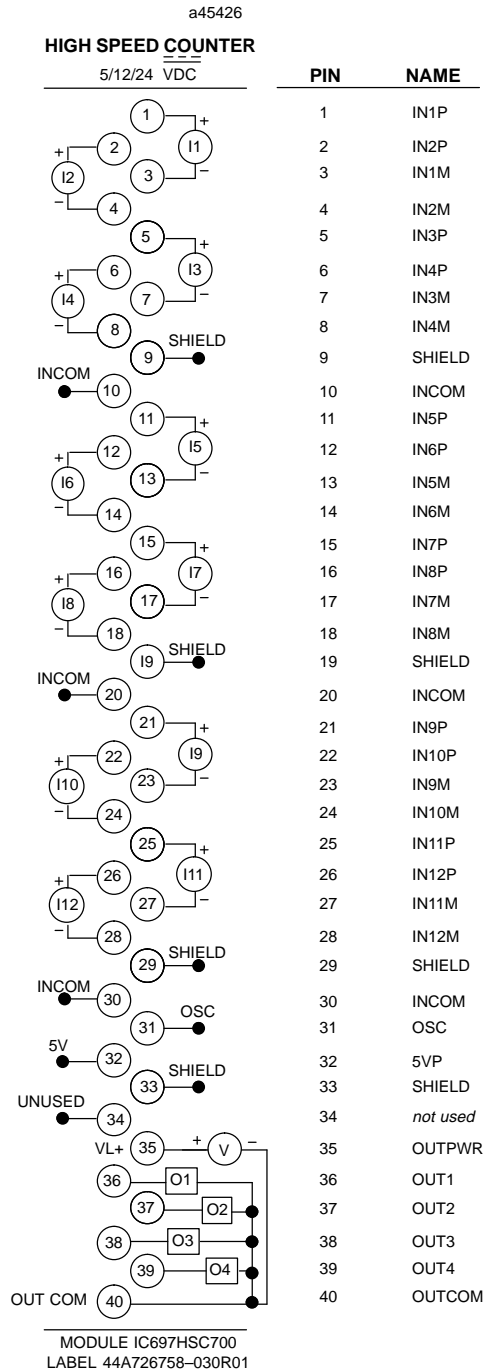 a45426
HIGH SPEED COUNTER
5/12/24 VDC
PIN NAME
1 + I1 1 IN1P
+ 2 2 IN2P
I2 3 − 3 IN1M
− 4 4 IN2M
5 + 5 IN3P
+ 6 I3 6 IN4P
I4 7 − 7 IN3M
− 8 8 IN4M
9 SHIELD 9 SHIELD
INCOM 10 10 INCOM
11 + 11 IN5P
+ 12 I5 12 IN6P
I6 13 − 13 IN5M
− 14 14 IN6M
15 + 15 IN7P
+ 16 I7 16 IN8P
I8 17 − 17 IN7M
− 18 18 IN8M
I9 SHIELD 19 SHIELD
INCOM 20 20 INCOM
21 + 21 IN9P
+ 22 I9 22 IN10P
I10 23 − 23 IN9M
− 24 24 IN10M
25 + 25 IN11P
+ 26 I11 26 IN12P
I12 27 − 27 IN11M
− 28 28 IN12M
29 SHIELD 29 SHIELD
INCOM 30 30 INCOM
31 OSC 31 OSC
5V 32 32 5VP
33 SHIELD 33 SHIELD
UNUSED 34 34 not used
VL+ 35 + V − 35 OUTPWR
36 O1 36 OUT1
37 O2 37 OUT2
38 O3 38 OUT3
39 O4 39 OUT4
OUT COM 40 40 OUTCOM
MODULE IC697HSC700
LABEL 44A726758–030R01